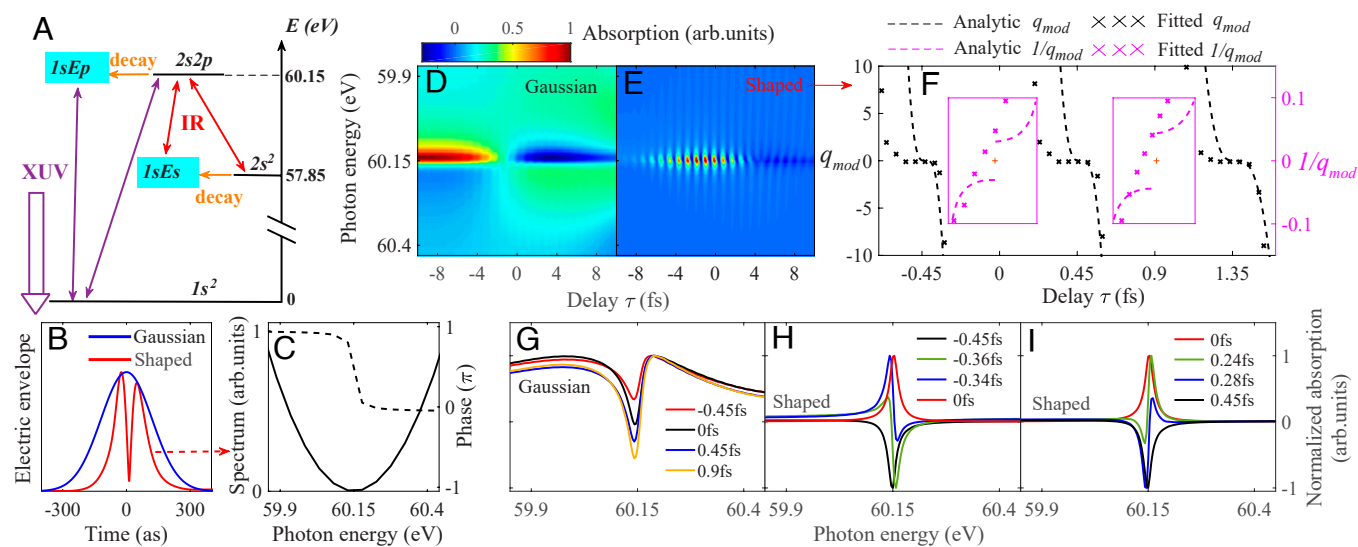 A
E (eV)
1sEp
decay
2s2p
60.15
IR
1sEs
2s²
57.85
decay
XUV
1s²
0
0
0.5
1
Absorption (arb.units)
D
Gaussian
E
Shaped
59.9
60.15
60.4
Photon energy (eV)
-10
-8
-4
0
4
8
-8
-4
0
4
8
10
Delay τ (fs)
Analytic q_mod
Fitted q_mod
Analytic 1/q_mod
Fitted 1/q_mod
F
10
5
0
-5
-10
q_mod
0.1
0
-0.1
1/q_mod
-0.45
0
0.45
0.9
1.35
Delay τ (fs)
B
Gaussian
Shaped
Electric envelope
-300
0
300
Time (as)
C
1
0
Spectrum (arb.units)
1
0
-1
Phase (π)
59.9
60.15
60.4
Photon energy (eV)
G
Gaussian
-0.45fs
0fs
0.45fs
0.9fs
59.9
60.15
60.4
H
Shaped
-0.45fs
-0.36fs
-0.34fs
0fs
59.9
60.15
60.4
I
Shaped
0fs
0.24fs
0.28fs
0.45fs
59.9
60.15
60.4
Photon energy (eV)
1
0
-1
Normalized absorption
(arb.units)